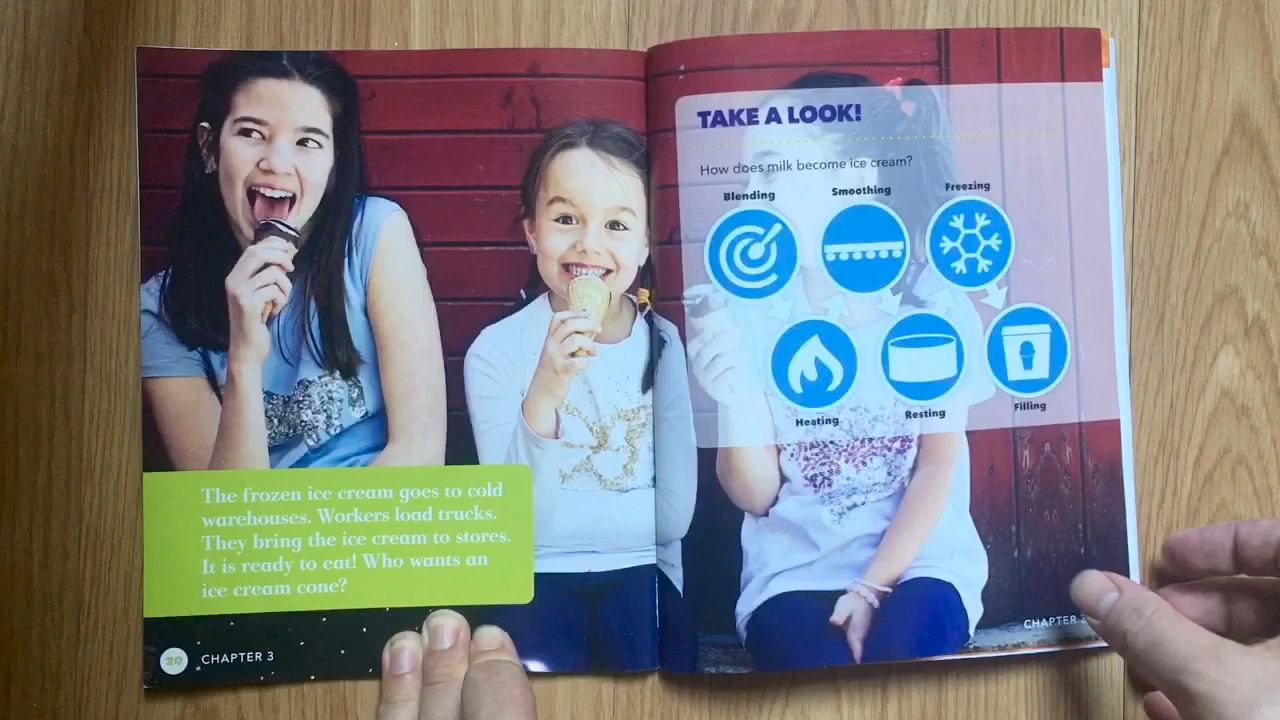 The frozen ice cream goes to cold
warehouses. Workers load trucks.
They bring the ice cream to stores.
It is ready to eat! Who wants an
ice cream cone?
20 CHAPTER 3
TAKE A LOOK!
How does milk become ice cream?
Blending Smoothing Freezing
Heating Resting Filling
CHAPTER 3